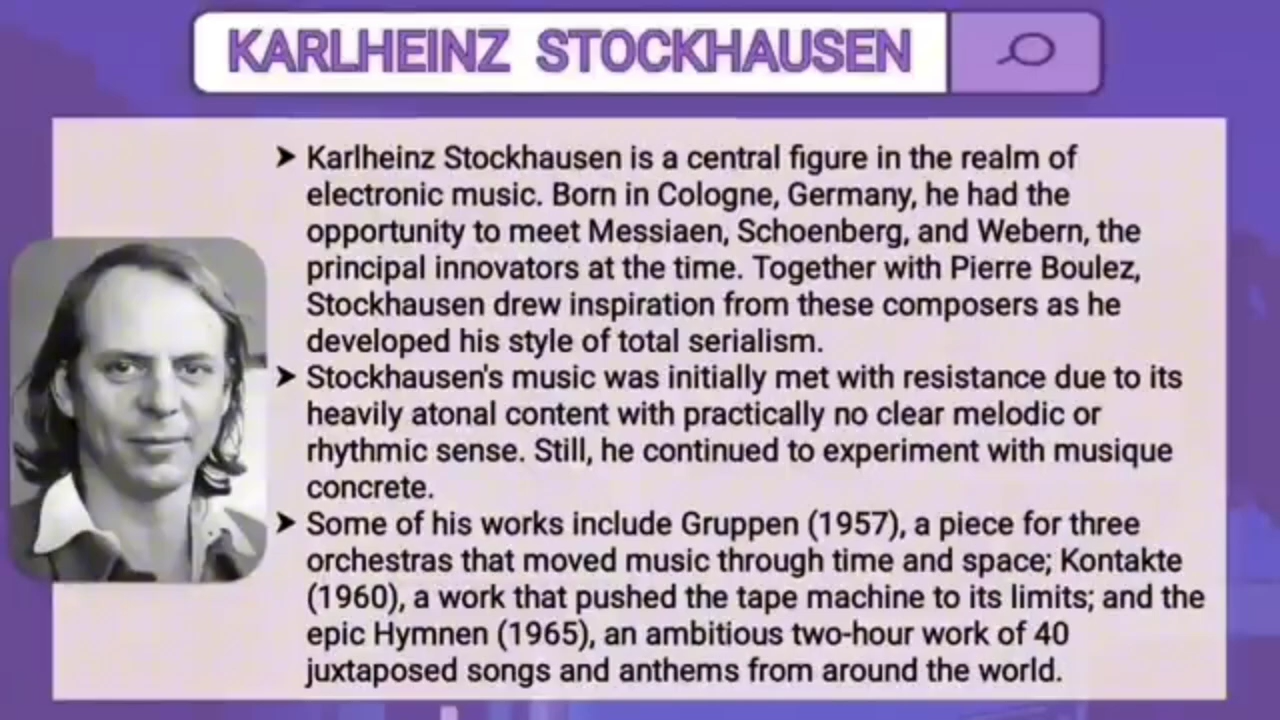 KARLHEINZ STOCKHAUSEN
➤ Karlheinz Stockhausen is a central figure in the realm of
electronic music. Born in Cologne, Germany, he had the
opportunity to meet Messiaen, Schoenberg, and Webern, the
principal innovators at the time. Together with Pierre Boulez,
Stockhausen drew inspiration from these composers as he
developed his style of total serialism.
➤ Stockhausen's music was initially met with resistance due to its
heavily atonal content with practically no clear melodic or
rhythmic sense. Still, he continued to experiment with musique
concrete.
➤ Some of his works include Gruppen (1957), a piece for three
orchestras that moved music through time and space; Kontakte
(1960), a work that pushed the tape machine to its limits; and the
epic Hymnen (1965), an ambitious two-hour work of 40
juxtaposed songs and anthems from around the world.